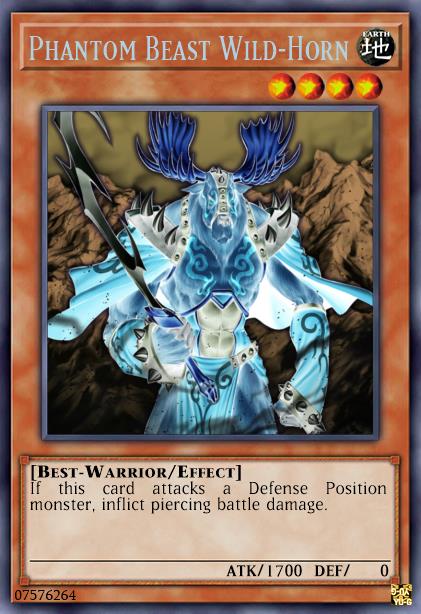 PHANTOM BEAST WILD-HORN
EARTH
地
[BEST-WARRIOR/EFFECT]
If this card attacks a Defense Position
monster, inflict piercing battle damage.
ATK/1700 DEF/ 0
07576264